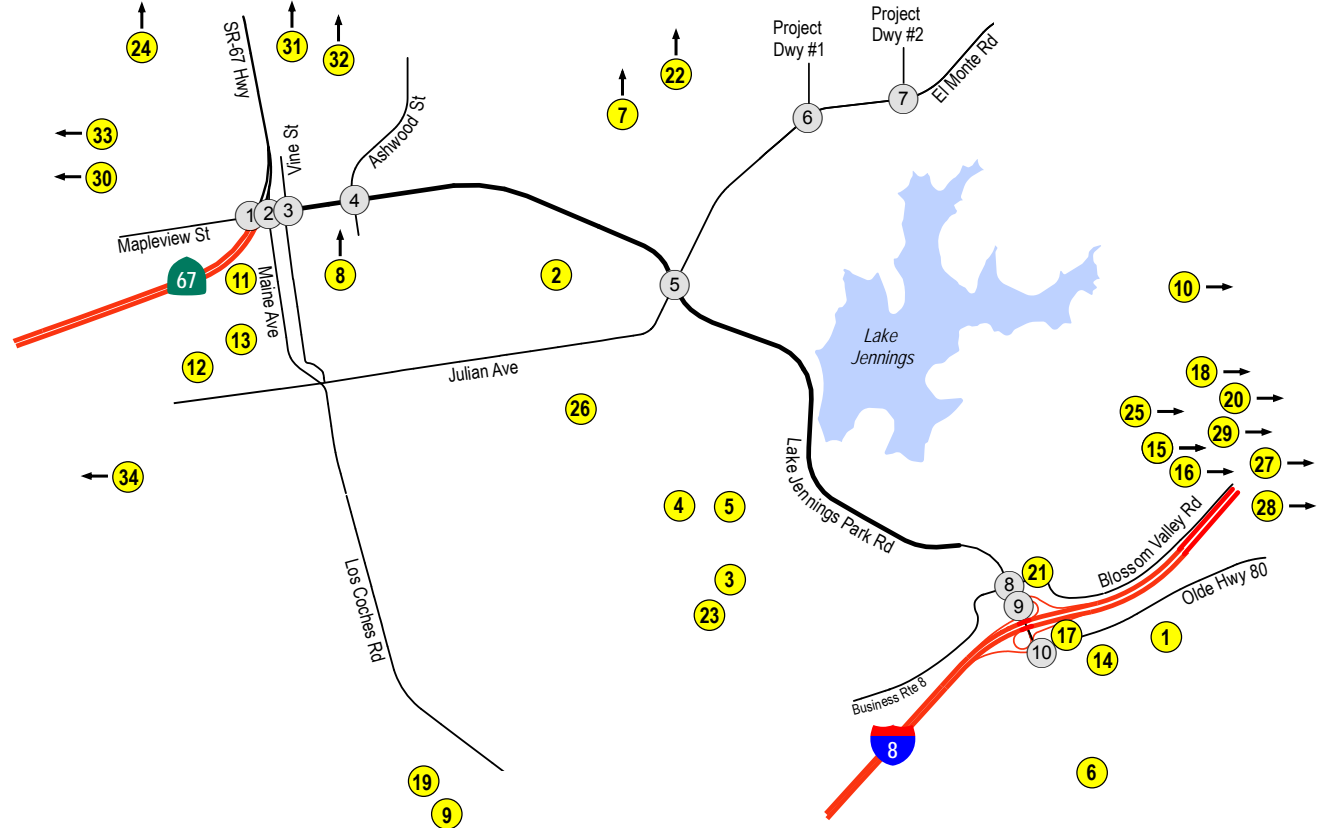 24
31
32
22
7
33
30
SR-67 Hwy
Vine St
Ashwood St
Project
Dwy #1
Project
Dwy #2
El Monte Rd
6
7
1
2
3
4
Mapleview St
67
11
Maine Ave
8
2
5
13
12
Julian Ave
26
Lake
Jennings
10
18
20
25
29
15
16
27
28
34
4
5
3
23
Los Coches Rd
Lake Jennings Park Rd
Blossom Valley Rd
Olde Hwy 80
8
21
9
17
10
14
1
Business Rte 8
8
6
19
9